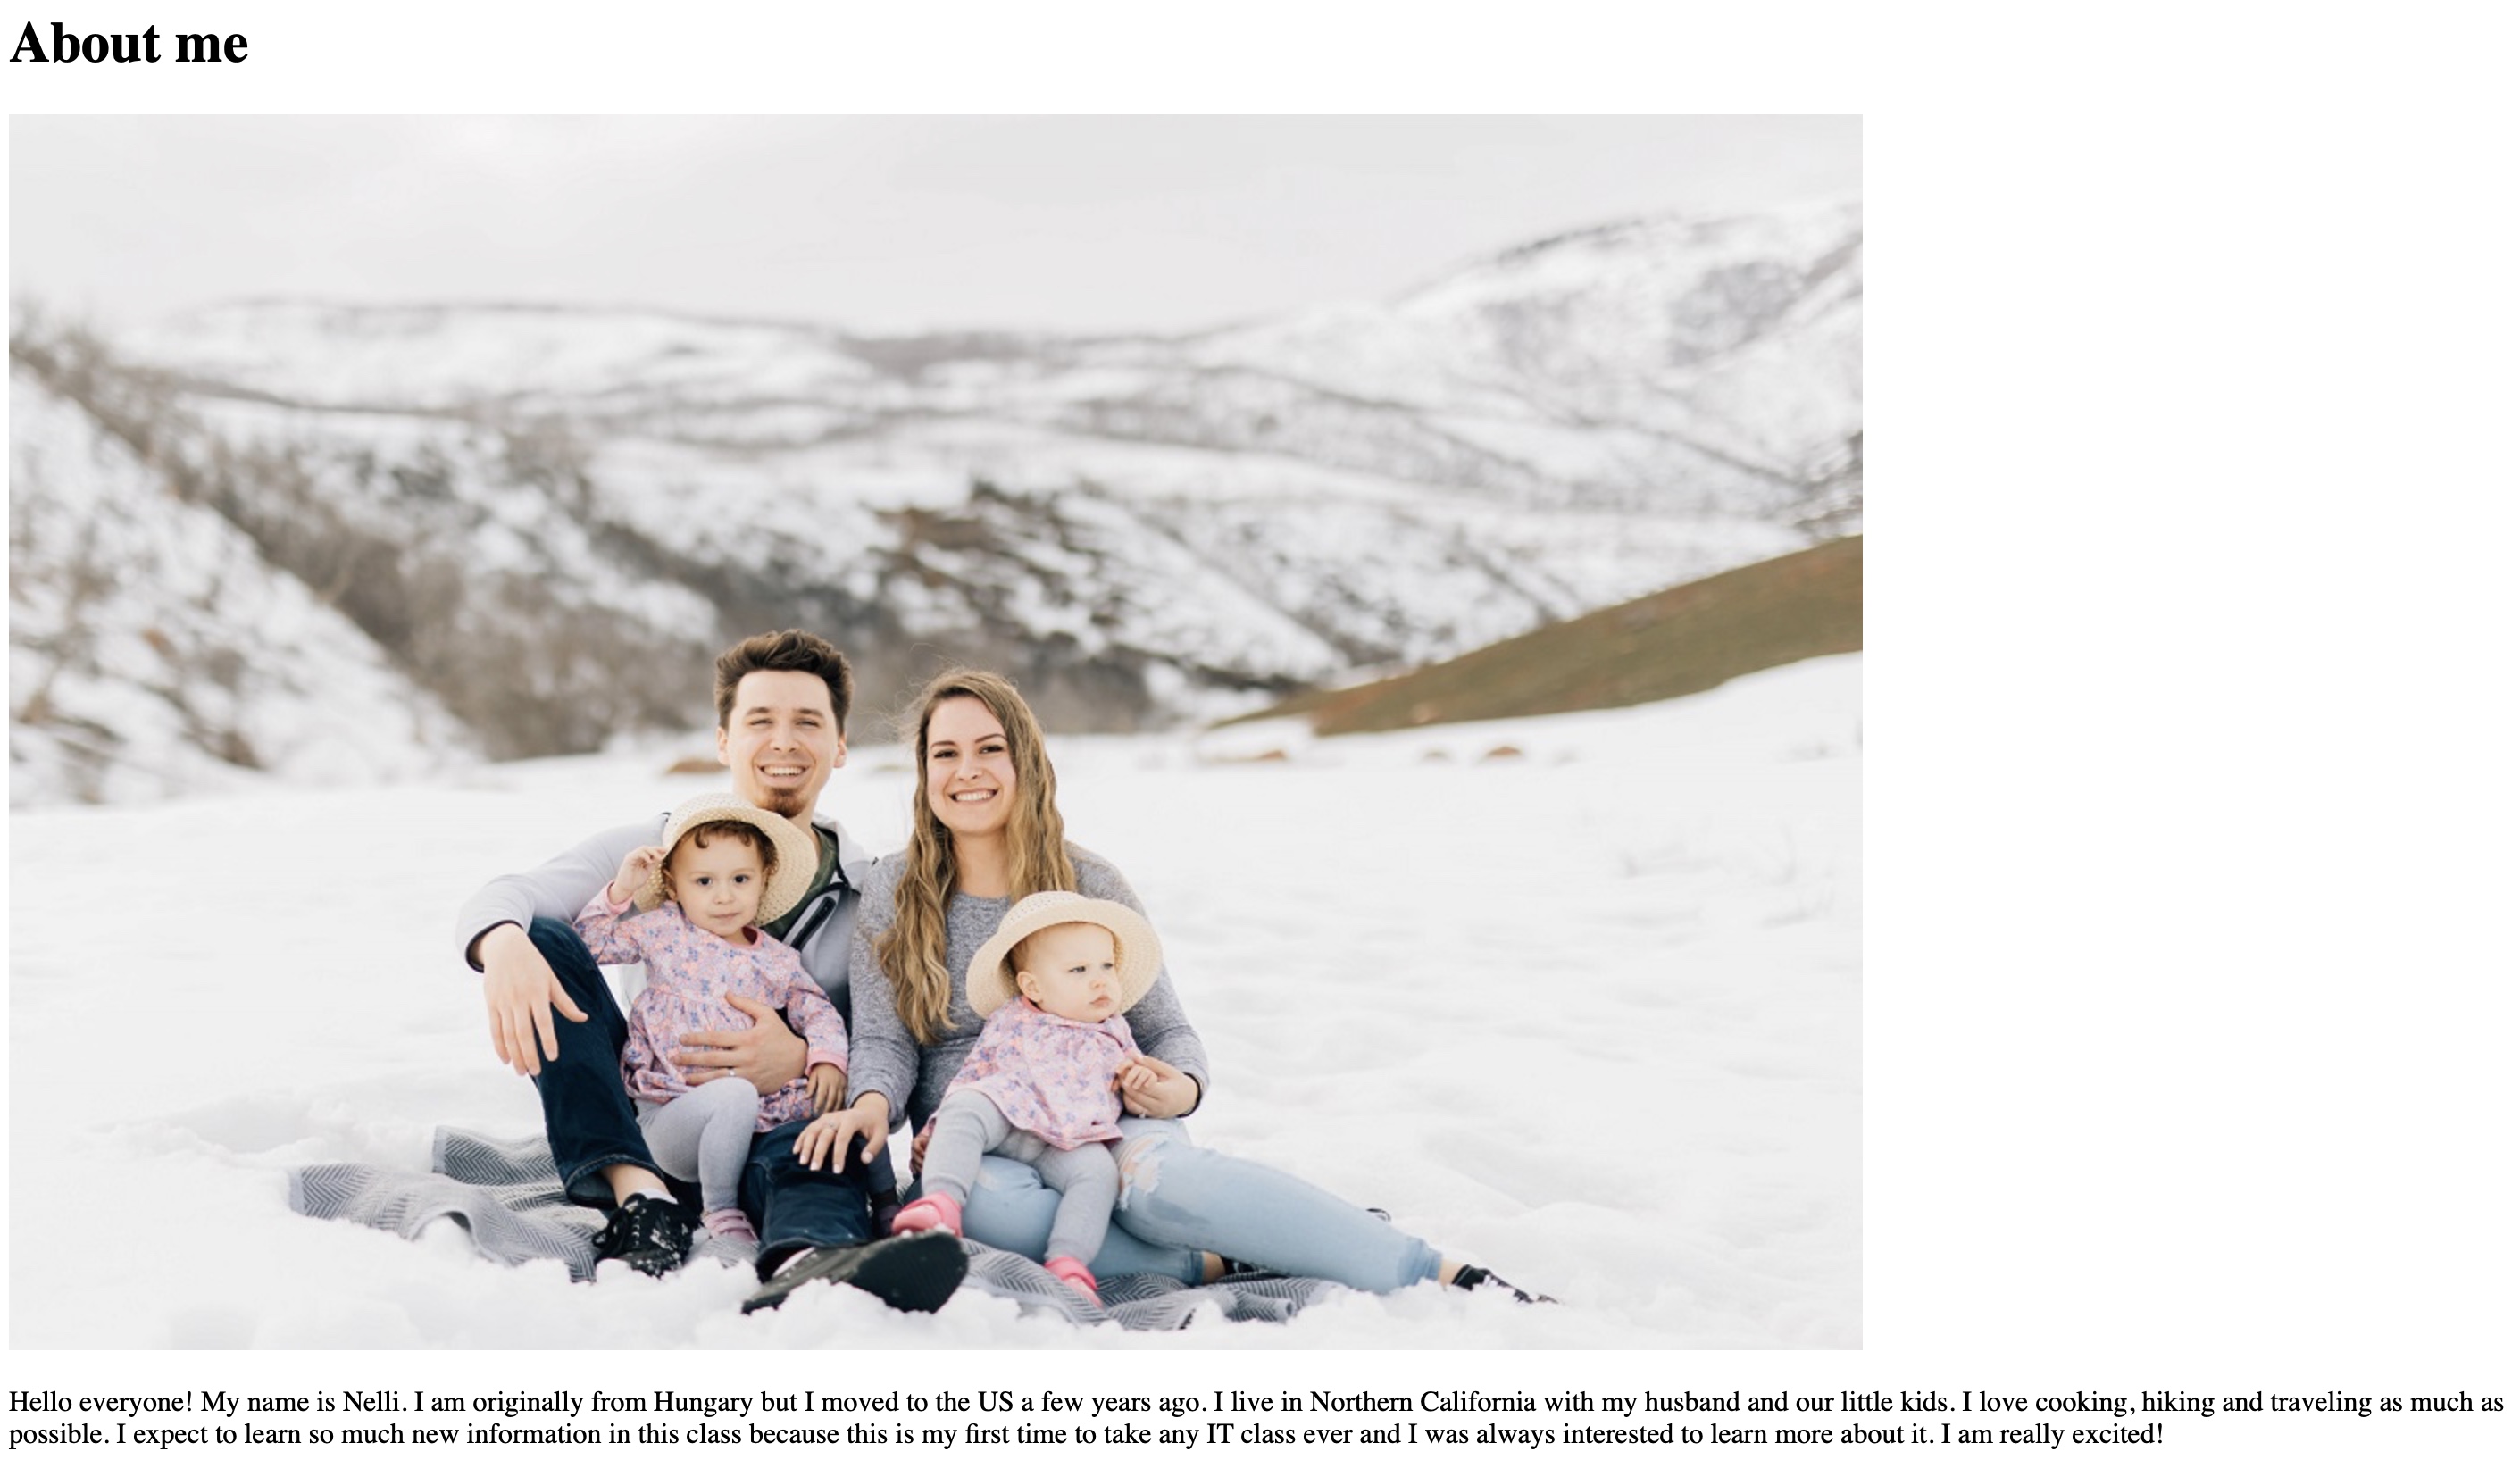 About me
Hello everyone! My name is Nelli. I am originally from Hungary but I moved to the US a few years ago. I live in Northern California with my husband and our little kids. I love cooking, hiking and traveling as much as
possible. I expect to learn so much new information in this class because this is my first time to take any IT class ever and I was always interested to learn more about it. I am really excited!